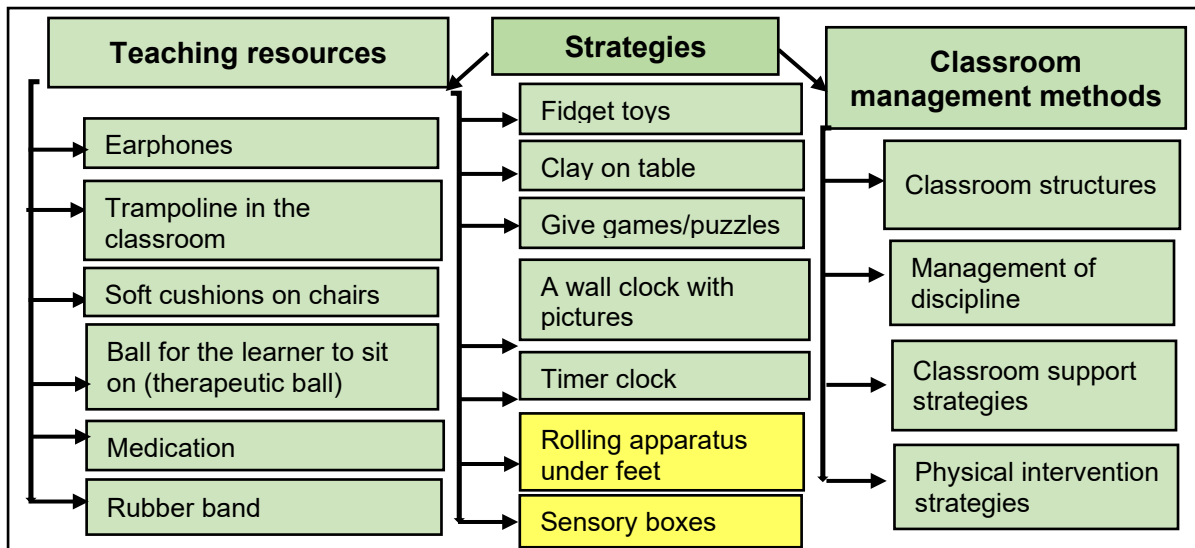 Teaching resources
Earphones
Trampoline in the
classroom
Soft cushions on chairs
Ball for the learner to sit
on (therapeutic ball)
Medication
Rubber band
Strategies
Fidget toys
Clay on table
Give games/puzzles
A wall clock with
pictures
Timer clock
Rolling apparatus
under feet
Sensory boxes
Classroom
management methods
Classroom structures
Management of
discipline
Classroom support
strategies
Physical intervention
strategies